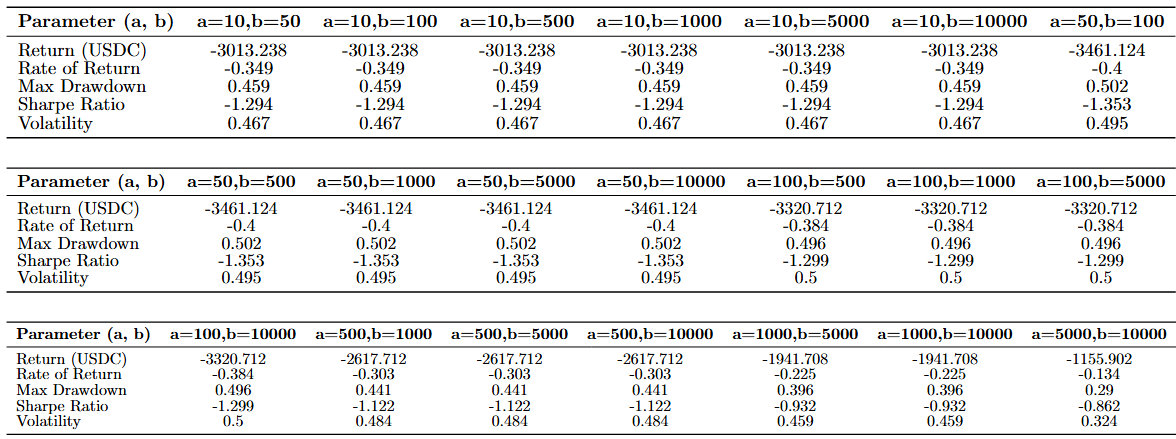 Parameter (a, b) a=10,b=50 a=10,b=100 a=10,b=500 a=10,b=1000 a=10,b=5000 a=10,b=10000 a=50,b=100
Return (USDC) -3013.238 -3013.238 -3013.238 -3013.238 -3013.238 -3013.238 -3461.124
Rate of Return -0.349 -0.349 -0.349 -0.349 -0.349 -0.349 -0.4
Max Drawdown 0.459 0.459 0.459 0.459 0.459 0.459 0.502
Sharpe Ratio -1.294 -1.294 -1.294 -1.294 -1.294 -1.294 -1.353
Volatility 0.467 0.467 0.467 0.467 0.467 0.467 0.495
Parameter (a, b) a=50,b=500 a=50,b=1000 a=50,b=5000 a=50,b=10000 a=100,b=500 a=100,b=1000 a=100,b=5000
Return (USDC) -3461.124 -3461.124 -3461.124 -3461.124 -3320.712 -3320.712 -3320.712
Rate of Return -0.4 -0.4 -0.4 -0.4 -0.384 -0.384 -0.384
Max Drawdown 0.502 0.502 0.502 0.502 0.496 0.496 0.496
Sharpe Ratio -1.353 -1.353 -1.353 -1.353 -1.299 -1.299 -1.299
Volatility 0.495 0.495 0.495 0.495 0.5 0.5 0.5
Parameter (a, b) a=100,b=10000 a=500,b=1000 a=500,b=5000 a=500,b=10000 a=1000,b=5000 a=1000,b=10000 a=5000,b=10000
Return (USDC) -3320.712 -2617.712 -2617.712 -2617.712 -1941.708 -1941.708 -1155.902
Rate of Return -0.384 -0.303 -0.303 -0.303 -0.225 -0.225 -0.134
Max Drawdown 0.496 0.441 0.441 0.441 0.396 0.396 0.29
Sharpe Ratio -1.299 -1.122 -1.122 -1.122 -0.932 -0.932 -0.862
Volatility 0.5 0.484 0.484 0.484 0.459 0.459 0.324